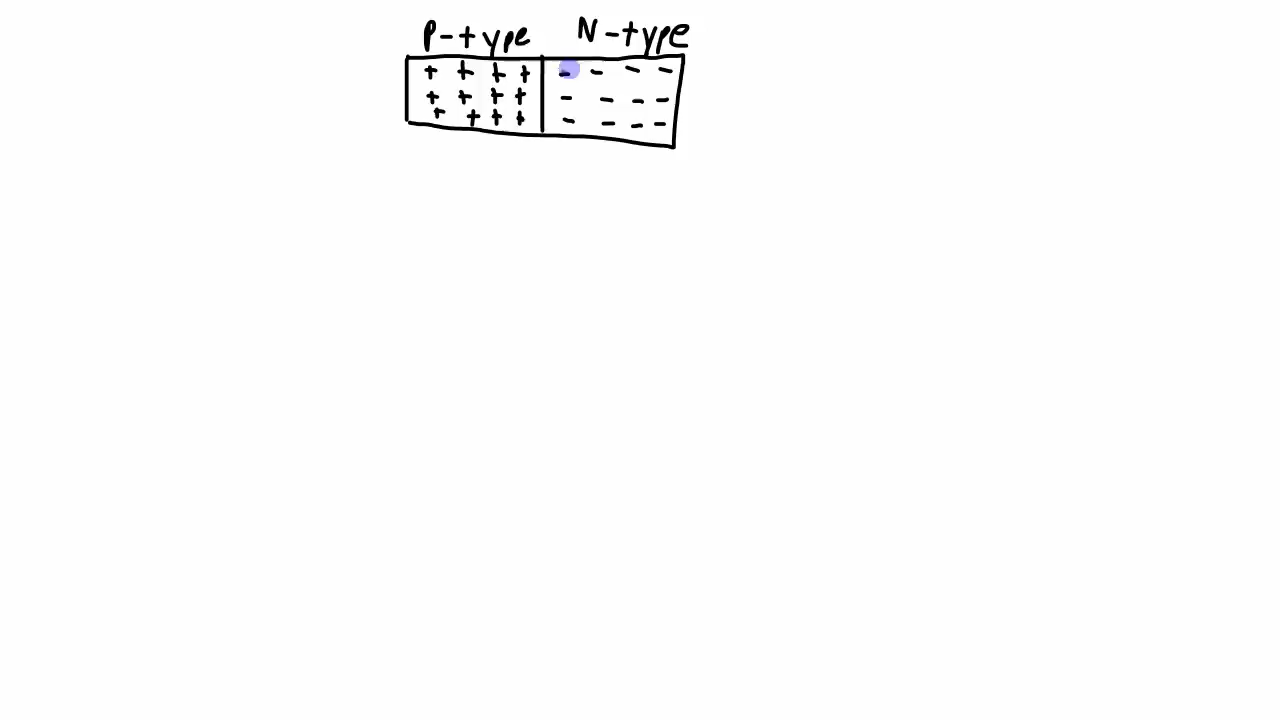 P-type N-type
+ + + + - - - -
+ + + + - - - -
+ + + + - - - -